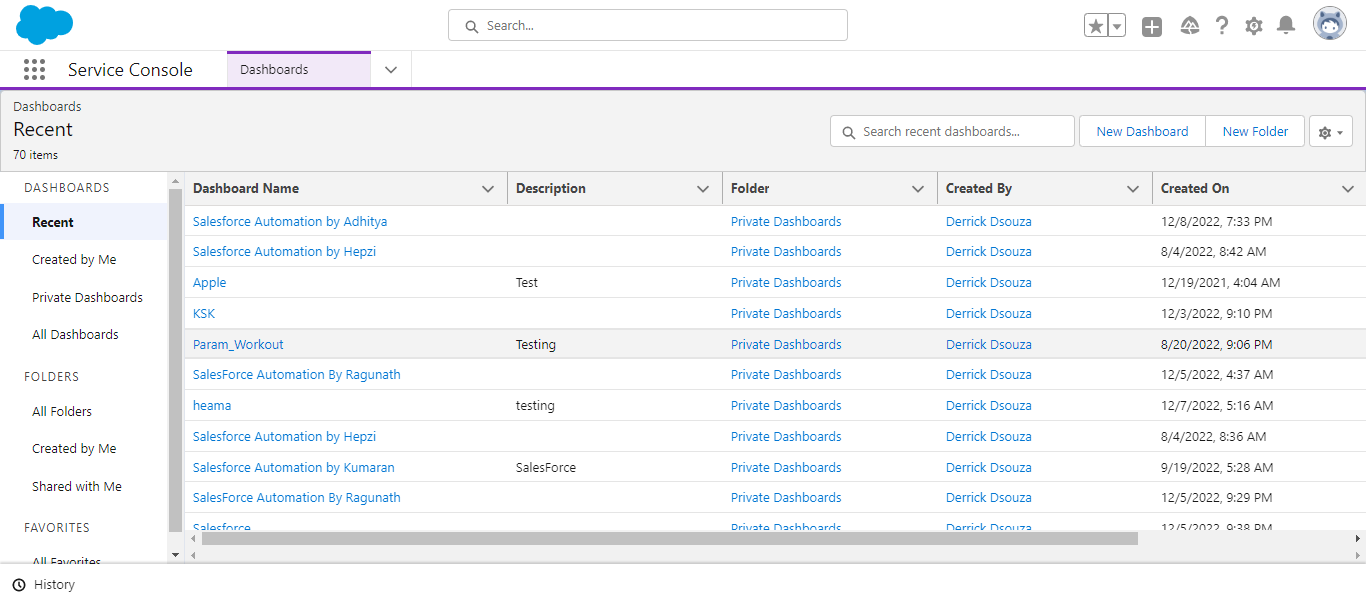 Search...
Service Console
Dashboards
Dashboards
Recent
70 items
Search recent dashboards...
New Dashboard
New Folder
DASHBOARDS
Recent
Created by Me
Private Dashboards
All Dashboards
FOLDERS
All Folders
Created by Me
Shared with Me
FAVORITES
All Favorites
Dashboard Name Description Folder Created By Created On
Salesforce Automation by Adhitya Private Dashboards Derrick Dsouza 12/8/2022, 7:33 PM
Salesforce Automation by Hepzi Private Dashboards Derrick Dsouza 8/4/2022, 8:42 AM
Apple Test Private Dashboards Derrick Dsouza 12/19/2021, 4:04 AM
KSK Private Dashboards Derrick Dsouza 12/3/2022, 9:10 PM
Param_Workout Testing Private Dashboards Derrick Dsouza 8/20/2022, 9:06 PM
SalesForce Automation By Ragunath Private Dashboards Derrick Dsouza 12/5/2022, 4:37 AM
heama testing Private Dashboards Derrick Dsouza 12/7/2022, 5:16 AM
Salesforce Automation by Hepzi Private Dashboards Derrick Dsouza 8/4/2022, 8:36 AM
Salesforce Automation by Kumaran SalesForce Private Dashboards Derrick Dsouza 9/19/2022, 5:28 AM
SalesForce Automation By Ragunath Private Dashboards Derrick Dsouza 12/5/2022, 9:29 PM
Salesforce Private Dashboards Derrick Dsouza 12/5/2022, 9:38 PM
History